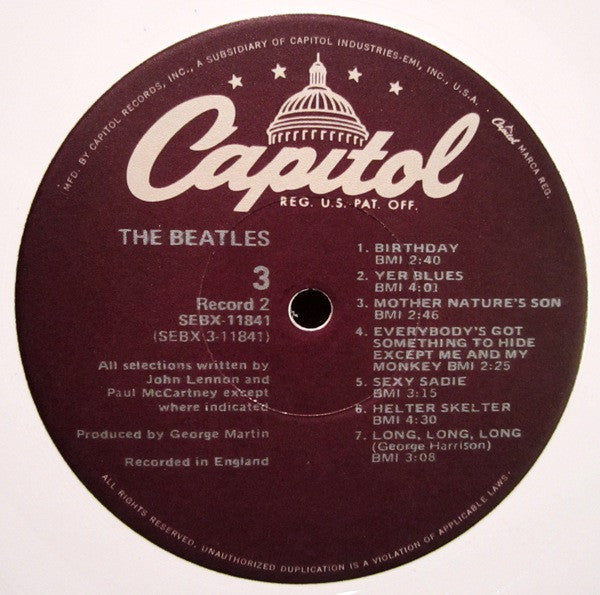 MFD. BY CAPITOL RECORDS, INC., A SUBSIDIARY OF CAPITOL INDUSTRIES-EMI, INC., U.S.A.
Capitol MARCA REG.
Capitol
REG. U.S. PAT. OFF.
THE BEATLES
3
Record 2
SEBX-11841
(SEBX 3-11841)
All selections written by
John Lennon and
Paul McCartney except
where indicated
Produced by George Martin
Recorded in England
1. BIRTHDAY
BMI 2:40
2. YER BLUES
BMI 4:01
3. MOTHER NATURE'S SON
BMI 2:46
4. EVERYBODY'S GOT
SOMETHING TO HIDE
EXCEPT ME AND MY
MONKEY BMI 2:25
5. SEXY SADIE
BMI 3:15
6. HELTER SKELTER
BMI 4:30
7. LONG, LONG, LONG
(George Harrison)
BMI 3:08
ALL RIGHTS RESERVED. UNAUTHORIZED DUPLICATION IS A VIOLATION OF APPLICABLE LAWS.